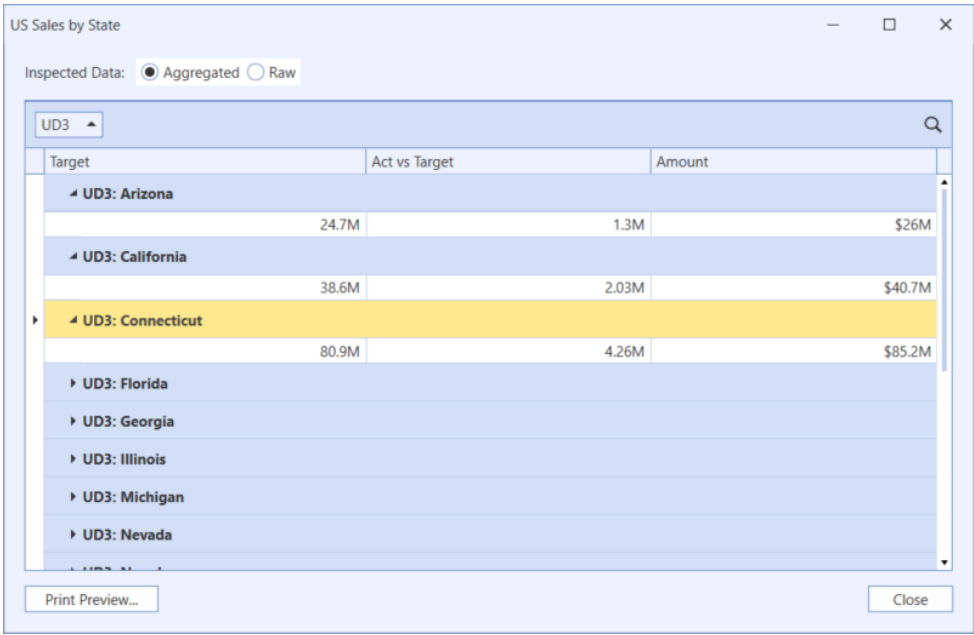 US Sales by State
Inspected Data: Aggregated Raw
UD3
Target Act vs Target Amount
UD3: Arizona
24.7M 1.3M $26M
UD3: California
38.6M 2.03M $40.7M
UD3: Connecticut
80.9M 4.26M $85.2M
UD3: Florida
UD3: Georgia
UD3: Illinois
UD3: Michigan
UD3: Nevada
Print Preview... Close